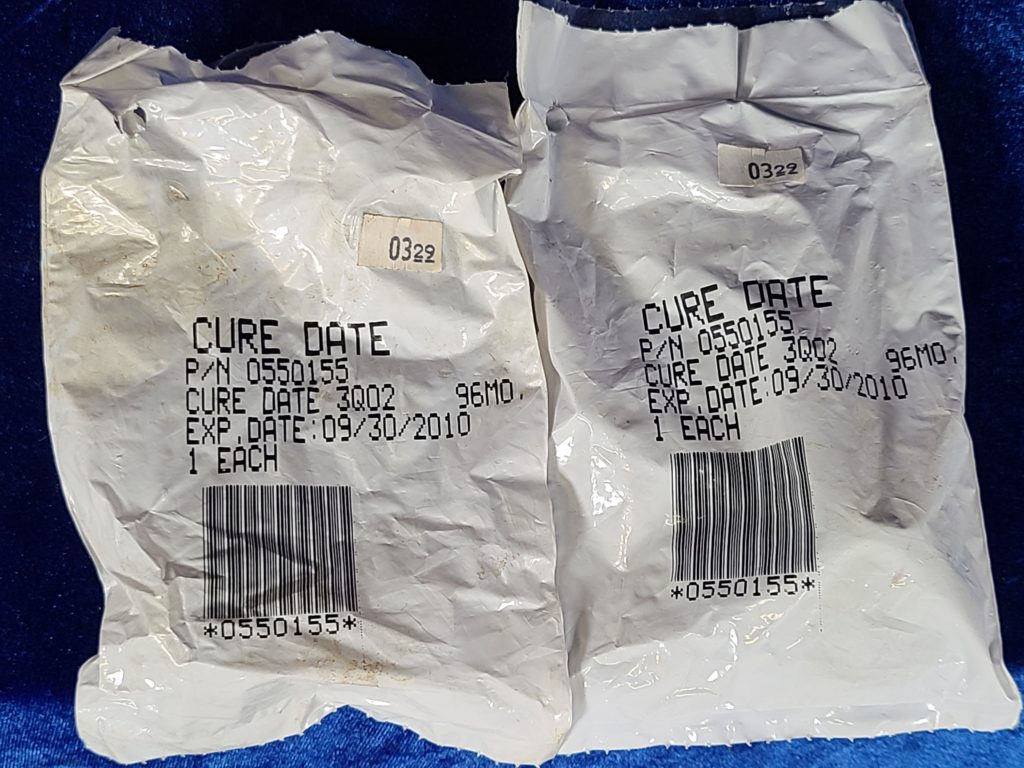 0322
CURE DATE
P/N 0550155
CURE DATE 3Q02 96MO.
EXP.DATE:09/30/2010
1 EACH
*0550155*
0322
CURE DATE
P/N 0550155
CURE DATE 3Q02 96MO.
EXP.DATE:09/30/2010
1 EACH
*0550155*